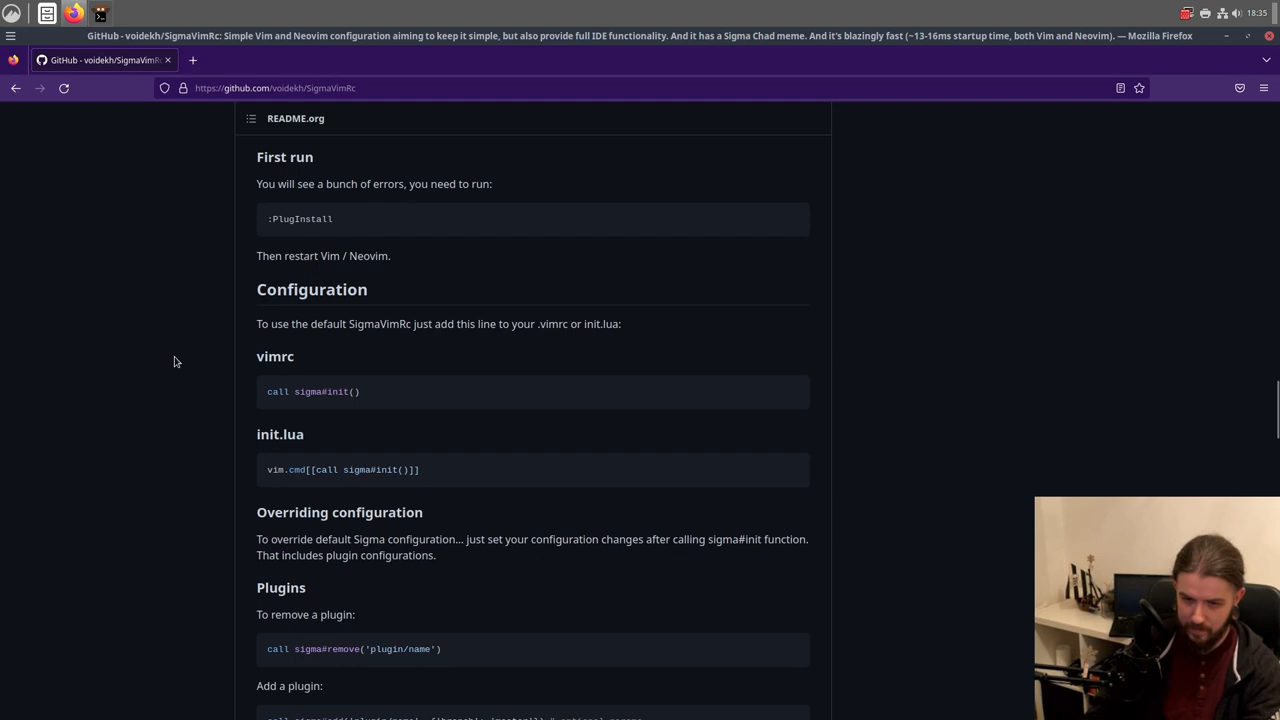 18:35
GitHub - voidekh/SigmaVimRc: Simple Vim and Neovim configuration aiming to keep it simple, but also provide full IDE functionality. And it has a Sigma Chad meme. And it's blazingly fast (~13-16ms startup time, both Vim and Neovim). — Mozilla Firefox
GitHub - voidekh/SigmaVimRc
https://github.com/voidekh/SigmaVimRc
README.org
First run
You will see a bunch of errors, you need to run:
:PlugInstall
Then restart Vim / Neovim.
Configuration
To use the default SigmaVimRc just add this line to your .vimrc or init.lua:
vimrc
call sigma#init()
init.lua
vim.cmd[[call sigma#init()]]
Overriding configuration
To override default Sigma configuration... just set your configuration changes after calling sigma#init function.
That includes plugin configurations.
Plugins
To remove a plugin:
call sigma#remove('plugin/name')
Add a plugin: